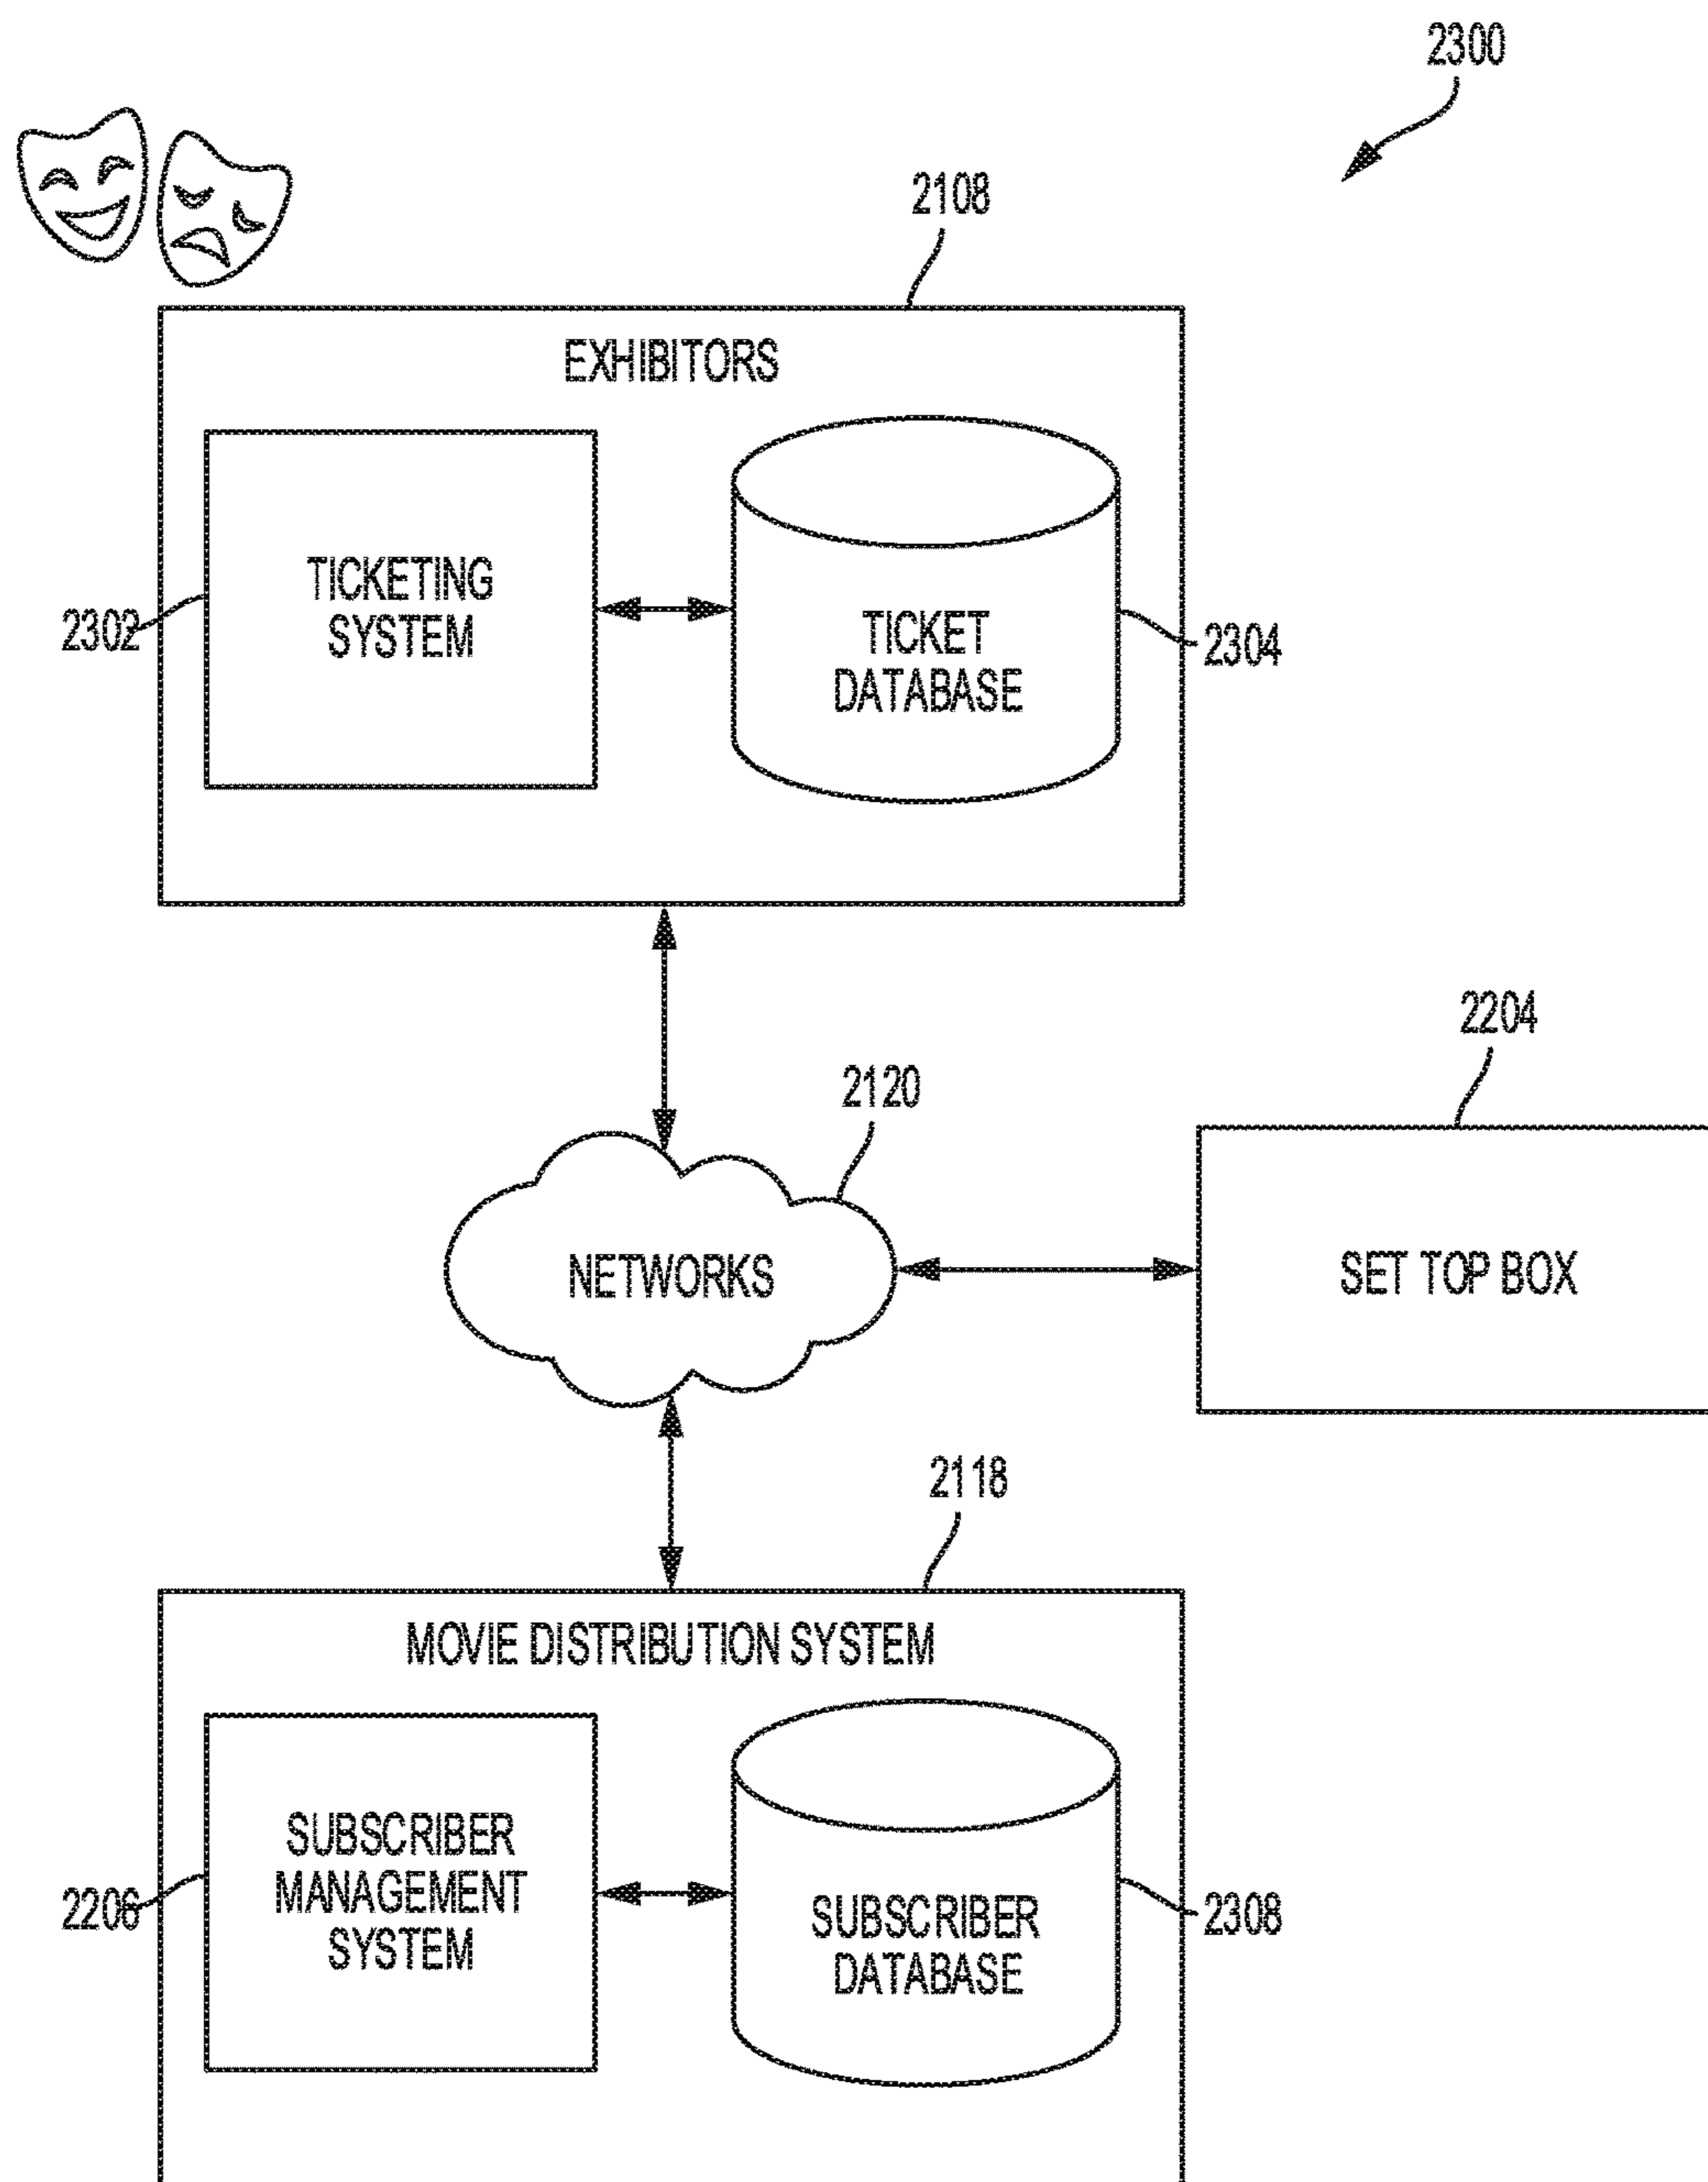 2300
2108
EXHIBITORS
TICKETING
SYSTEM
2302
TICKET
DATABASE
2304
2204
2120
NETWORKS
SET TOP BOX
2118
MOVIE DISTRIBUTION SYSTEM
SUBSCRIBER
MANAGEMENT
SYSTEM
2206
SUBSCRIBER
DATABASE
2308